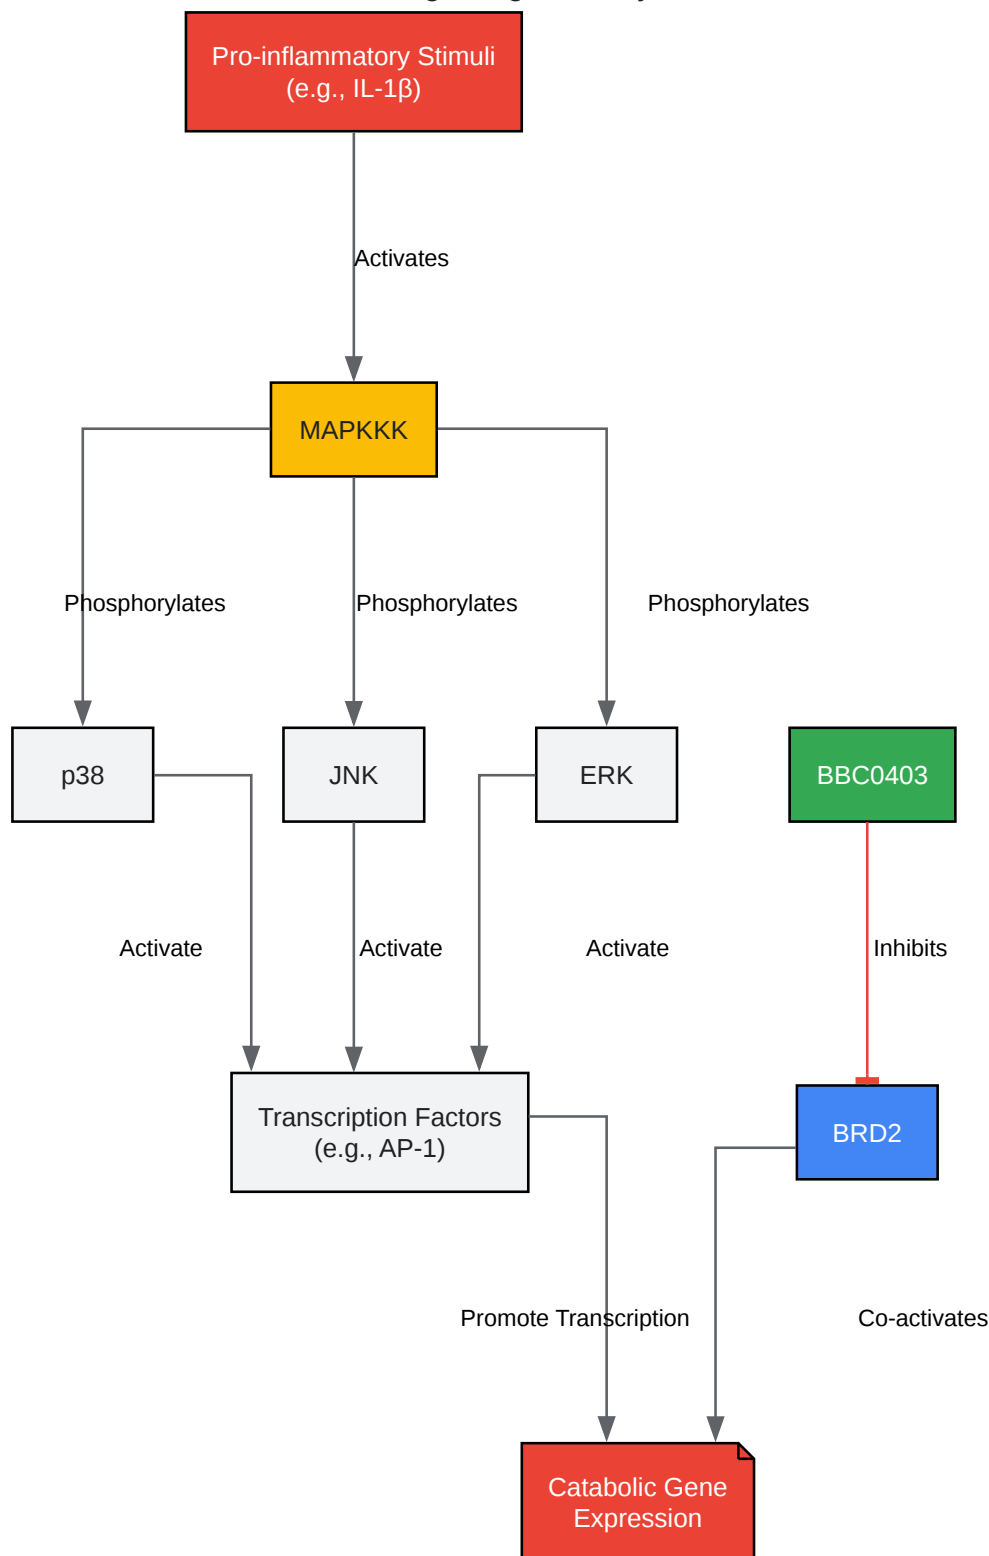 Pro-inflammatory Stimuli
(e.g., IL-1β)
Activates
MAPKKK
Phosphorylates
Phosphorylates
Phosphorylates
p38
JNK
ERK
BBC0403
Activate
Activate
Activate
Inhibits
Transcription Factors
(e.g., AP-1)
BRD2
Promote Transcription
Co-activates
Catabolic Gene
Expression